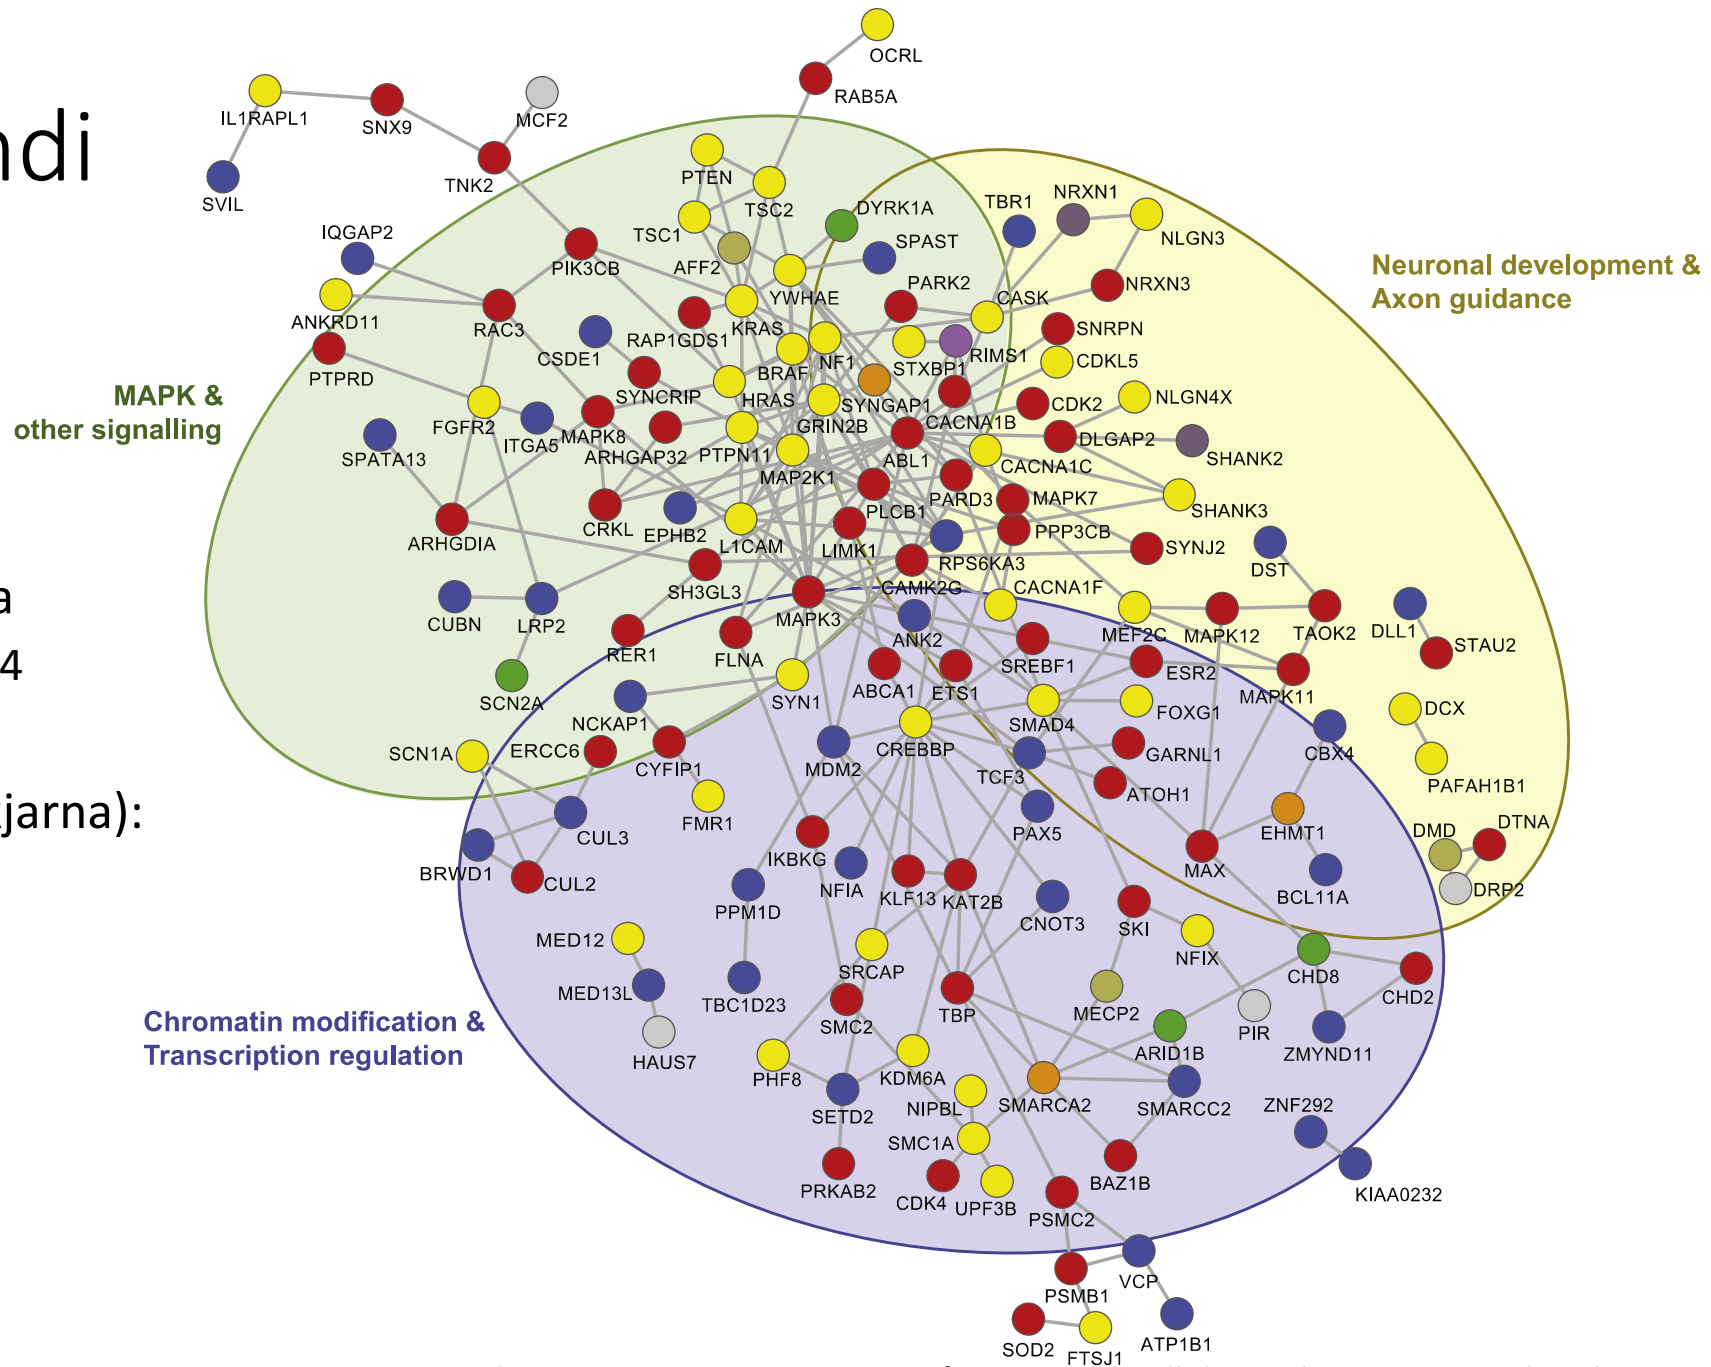 ndi
a
4
jarna):
OCRL
RAB5A
IL1RAPL1
SNX9
MCF2
SVIL
TNK2
PTEN
TSC2
TSC1
DYRK1A
TBR1
NRXN1
NLGN3
IQGAP2
PIK3CB
AFF2
SPAST
Neuronal development &
Axon guidance
YWHAE
PARK2
CASK
NRXN3
ANKRD11
RAC3
KRAS
CSDE1
RAP1GDS1
NF1
SNRPN
PTPRD
BRAF
STXBP1
RIMS1
CDKL5
MAPK &
other signalling
SYNCRIP
HRAS
SYNGAP1
CDK2
NLGN4X
FGFR2
ITGA5
MAPK8
GRIN2B
CACNA1B
DLGAP2
SPATA13
ARHGAP32
PTPN11
ABL1
CACNA1C
SHANK2
MAP2K1
PARD3
MAPK7
SHANK3
ARHGDIA
CRKL
EPHB2
L1CAM
PLCB1
LIMK1
PPP3CB
RPS6KA3
SYNJ2
DST
CUBN
LRP2
SH3GL3
CAMK2G
CACNA1F
MAPK3
ANK2
MEF2C
MAPK12
TAOK2
DLL1
STAU2
RER1
FLNA
SREBF1
ESR2
SCN2A
SYN1
ABCA1
ETS1
MAPK11
NCKAP1
SMAD4
FOXG1
DCX
SCN1A
ERCC6
CYFIP1
MDM2
CREBBP
TCF3
GARNL1
CBX4
ATOH1
PAFAH1B1
FMR1
CUL3
PAX5
EHMT1
DMD
DTNA
BRWD1
CUL2
IKBKG
NFIA
KLF13
KAT2B
MAX
BCL11A
DRP2
PPM1D
CNOT3
SKI
MED12
SRCAP
NFIX
MED13L
TBC1D23
SMC2
TBP
MECP2
CHD8
CHD2
Chromatin modification &
Transcription regulation
HAUS7
PIR
ARID1B
ZMYND11
PHF8
KDM6A
SETD2
NIPBL
SMARCA2
SMARCC2
ZNF292
SMC1A
PRKAB2
CDK4
UPF3B
BAZ1B
KIAA0232
PSMC2
VCP
PSMB1
SOD2
FTSJ1
ATP1B1